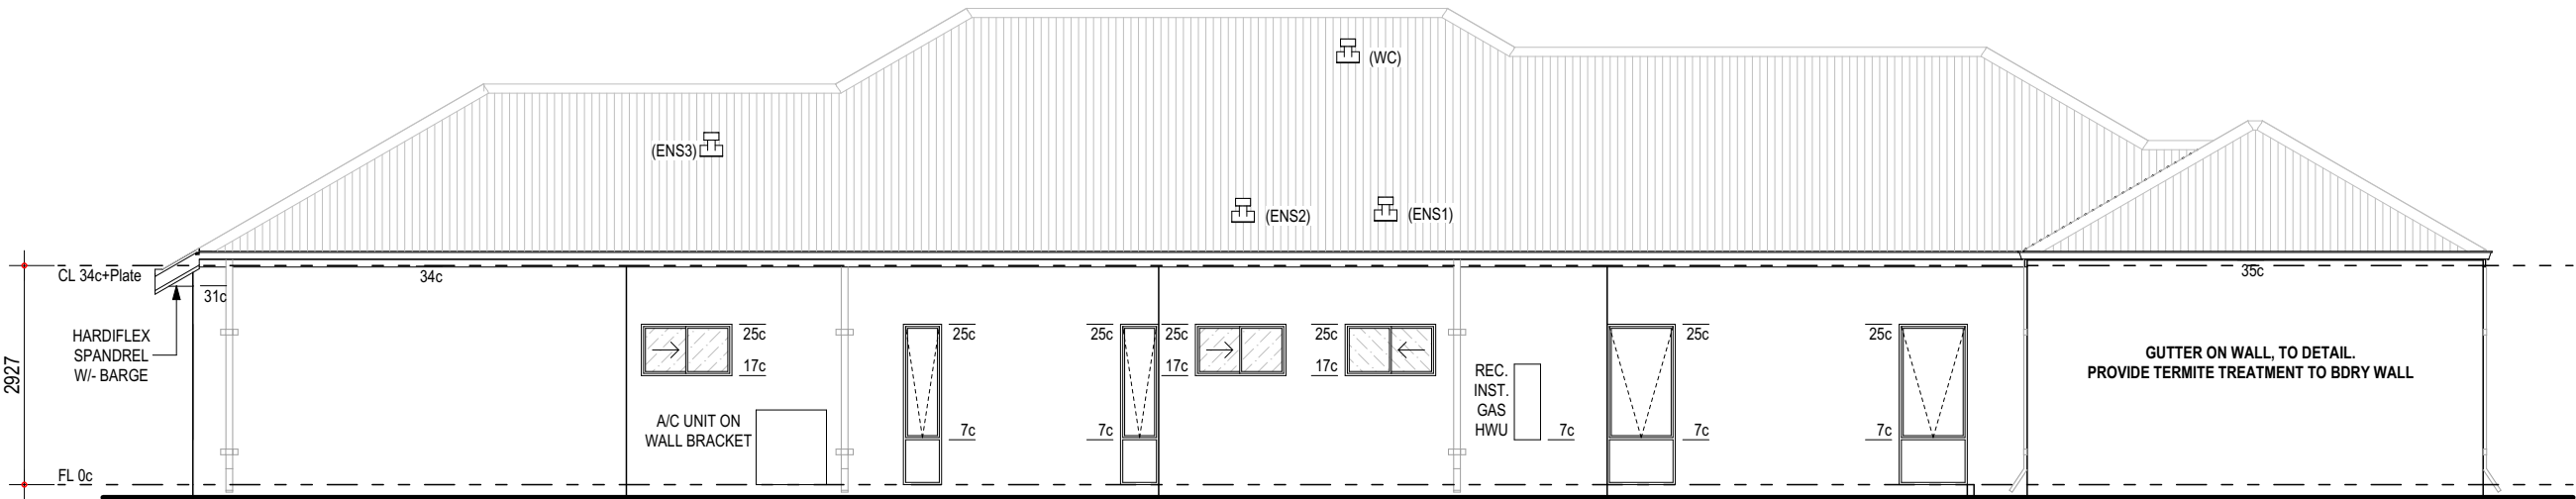 (WC)
(ENS3)
(ENS2)
(ENS1)
CL 34c+Plate
34c
35c
31c
HARDIFLEX
SPANDREL
W/- BARGE
2927
25c
17c
A/C UNIT ON
WALL BRACKET
25c
7c
25c
7c
25c
17c
25c
17c
REC.
INST.
GAS
HWU
7c
25c
7c
25c
7c
GUTTER ON WALL, TO DETAIL.
PROVIDE TERMITE TREATMENT TO BDRY WALL
FL 0c